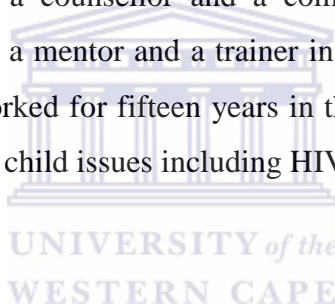 a counsellor and a com
a mentor and a trainer in
orked for fifteen years in th
child issues including HIV
UNIVERSITY of the
WESTERN CAPE